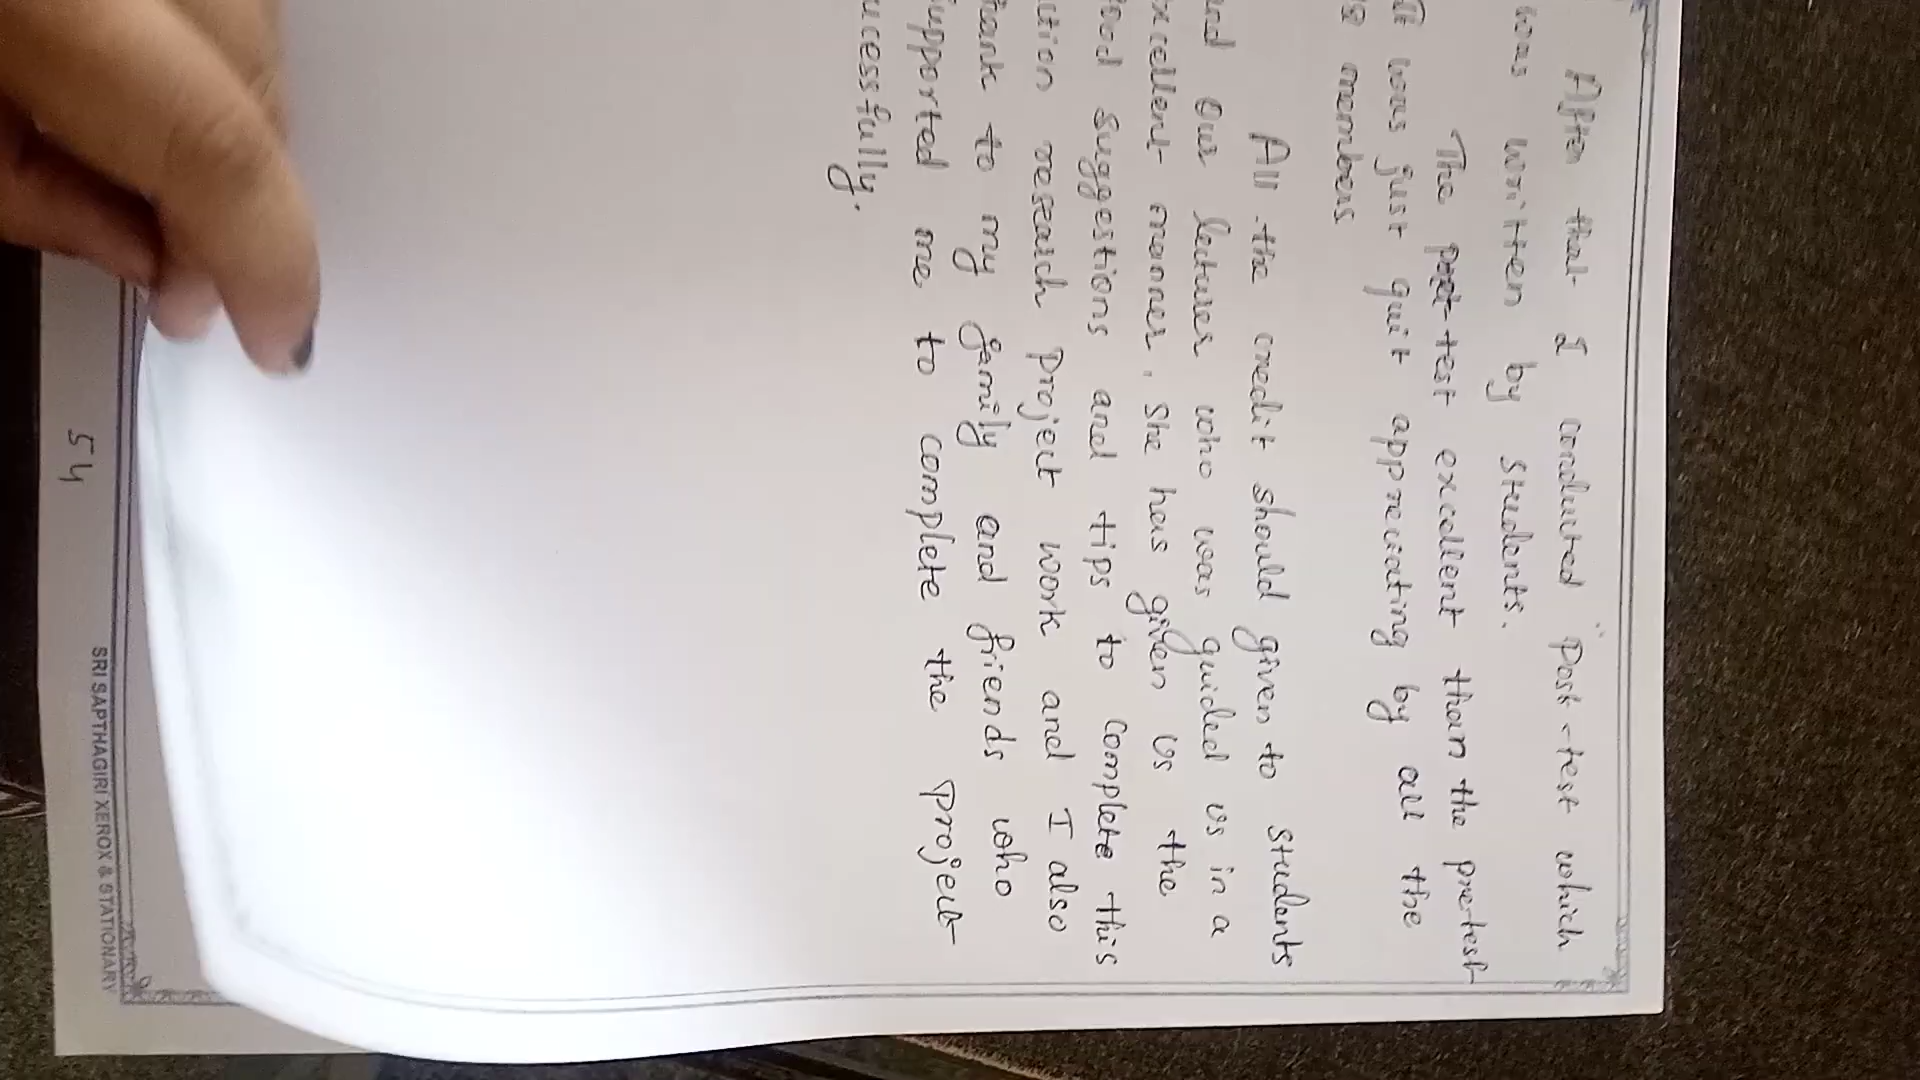 After that I conducted "Post-test which
was written by students.
The post test excellent than the pre-test
It was just quit appreciating by all the
members
All the credit should given to students
and our lecturer who was guided us in a
excellent manner. She has given us the
suggestions and tips to complete this
research project work and I also
to my family and friends who
supported me to complete the project
54
SRI SAPTHAGIRI XEROX & STATIONARY